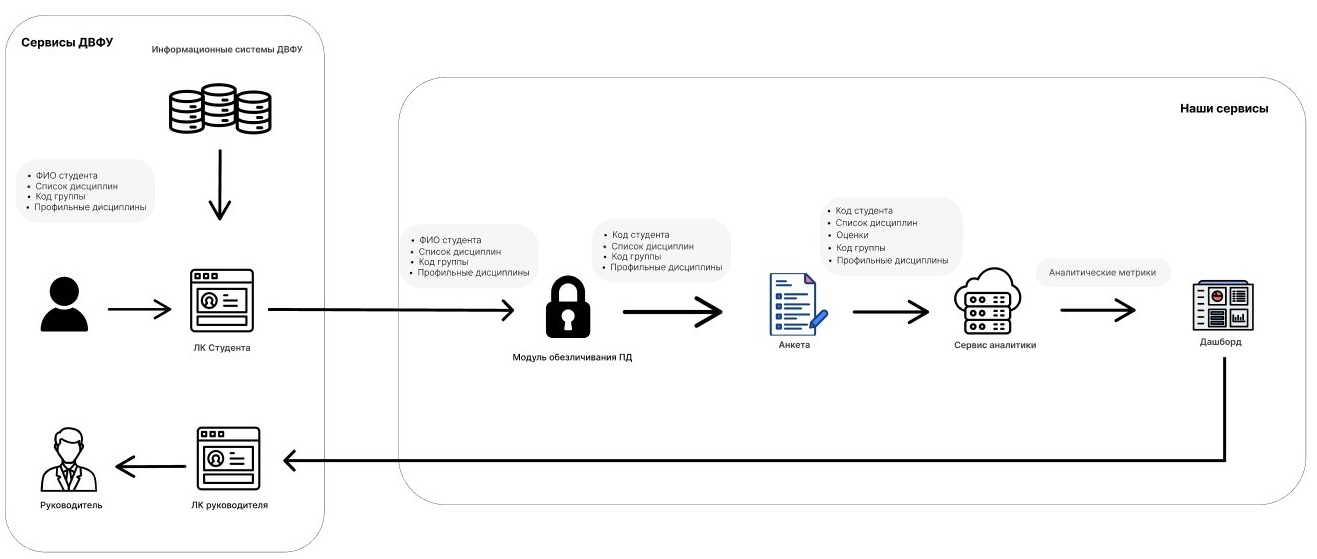 Сервисы ДВФУ
Информационные системы ДВФУ
• ФИО студента
• Список дисциплин
• Код группы
• Профильные дисциплины
ЛК Студента
Руководитель
ЛК руководителя
Наши сервисы
• ФИО студента
• Список дисциплин
• Код группы
• Профильные дисциплины
Модуль обезличивания ПД
• Код студента
• Список дисциплин
• Код группы
• Профильные дисциплины
Анкета
• Код студента
• Список дисциплин
• Оценки
• Код группы
• Профильные дисциплины
Сервис аналитики
Аналитические метрики
Дашборд